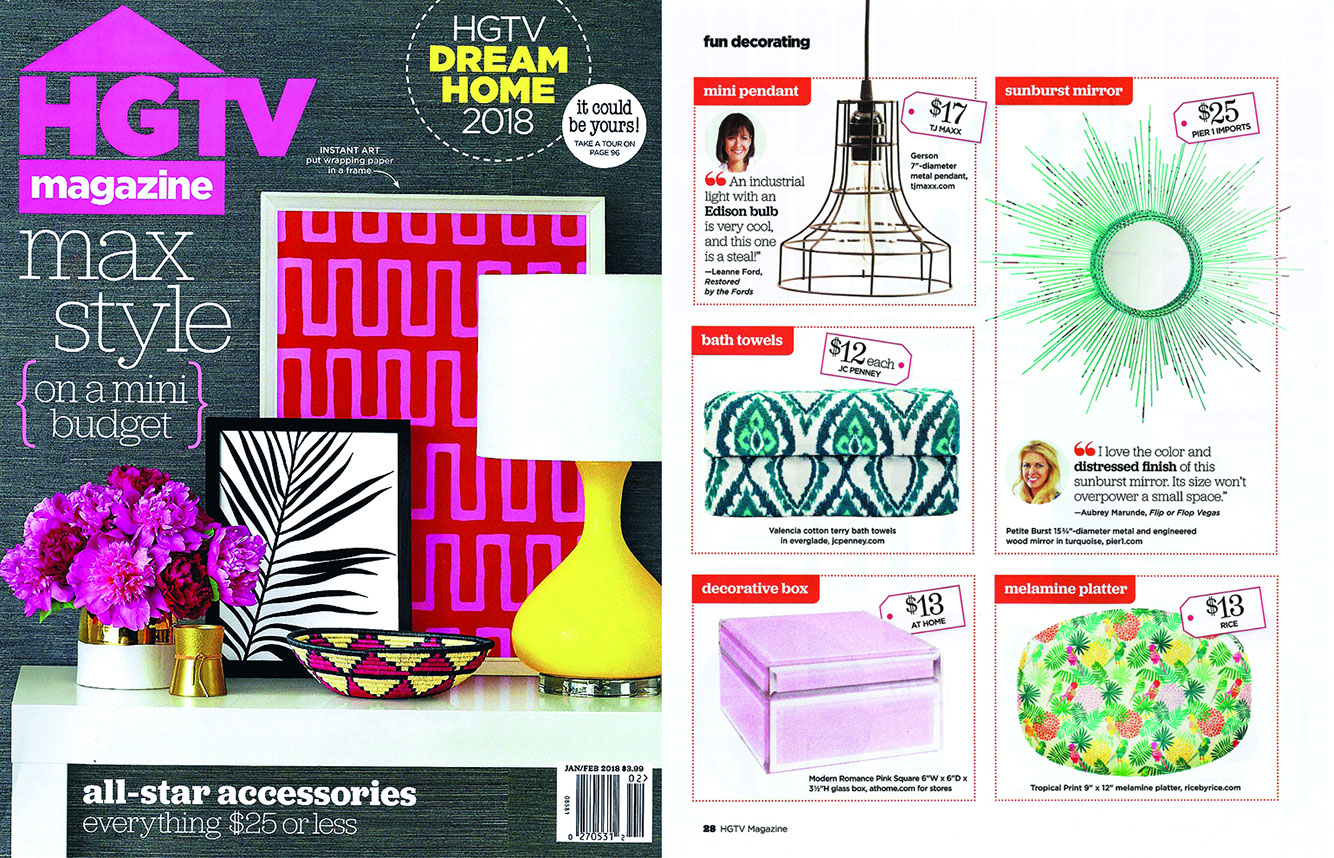 HGTV
magazine
HGTV
DREAM
HOME
2018
it could
be yours!
TAKE A TOUR ON
PAGE 96
INSTANT ART
put wrapping paper
in a frame
max
style
{on a mini
budget}
all-star accessories
everything $25 or less
JAN/FEB 2018 $3.99
02>
08581
0 270531 2
fun decorating
mini pendant
$17
TJ MAXX
Gerson
7"-diameter
metal pendant,
tjmaxx.com
“An industrial
light with an
Edison bulb
is very cool,
and this one
is a steal!”
—Leanne Ford,
Restored
by the Fords
sunburst mirror
$25
PIER 1 IMPORTS
“I love the color and
distressed finish of this
sunburst mirror. Its size won't
overpower a small space.”
—Aubrey Marunde, Flip or Flop Vegas
Petite Burst 15¾"-diameter metal and engineered
wood mirror in turquoise, pier1.com
bath towels
$12 each
JC PENNEY
Valencia cotton terry bath towels
in everglade, jcpenney.com
decorative box
$13
AT HOME
Modern Romance Pink Square 6"W x 6"D x
3½"H glass box, athome.com for stores
melamine platter
$13
RICE
Tropical Print 9" x 12" melamine platter, ricebyrice.com
28 HGTV Magazine